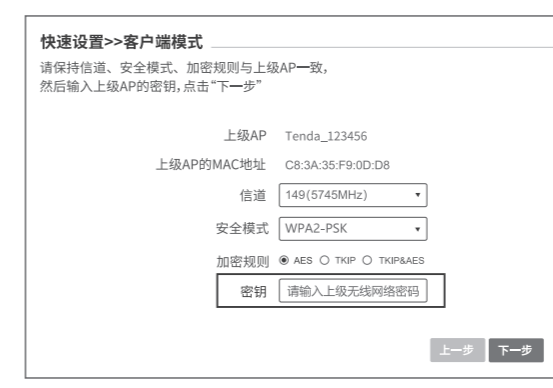 快速设置>>客户端模式
请保持信道、安全模式、加密规则与上级AP一致，
然后输入上级AP的密钥，点击“下一步”
上级AP Tenda_123456
上级AP的MAC地址 C8:3A:35:F9:0D:D8
信道 149(5745MHz)
安全模式 WPA2-PSK
加密规则 AES TKIP TKIP&AES
密钥 请输入上级无线网络密码
上一步 下一步